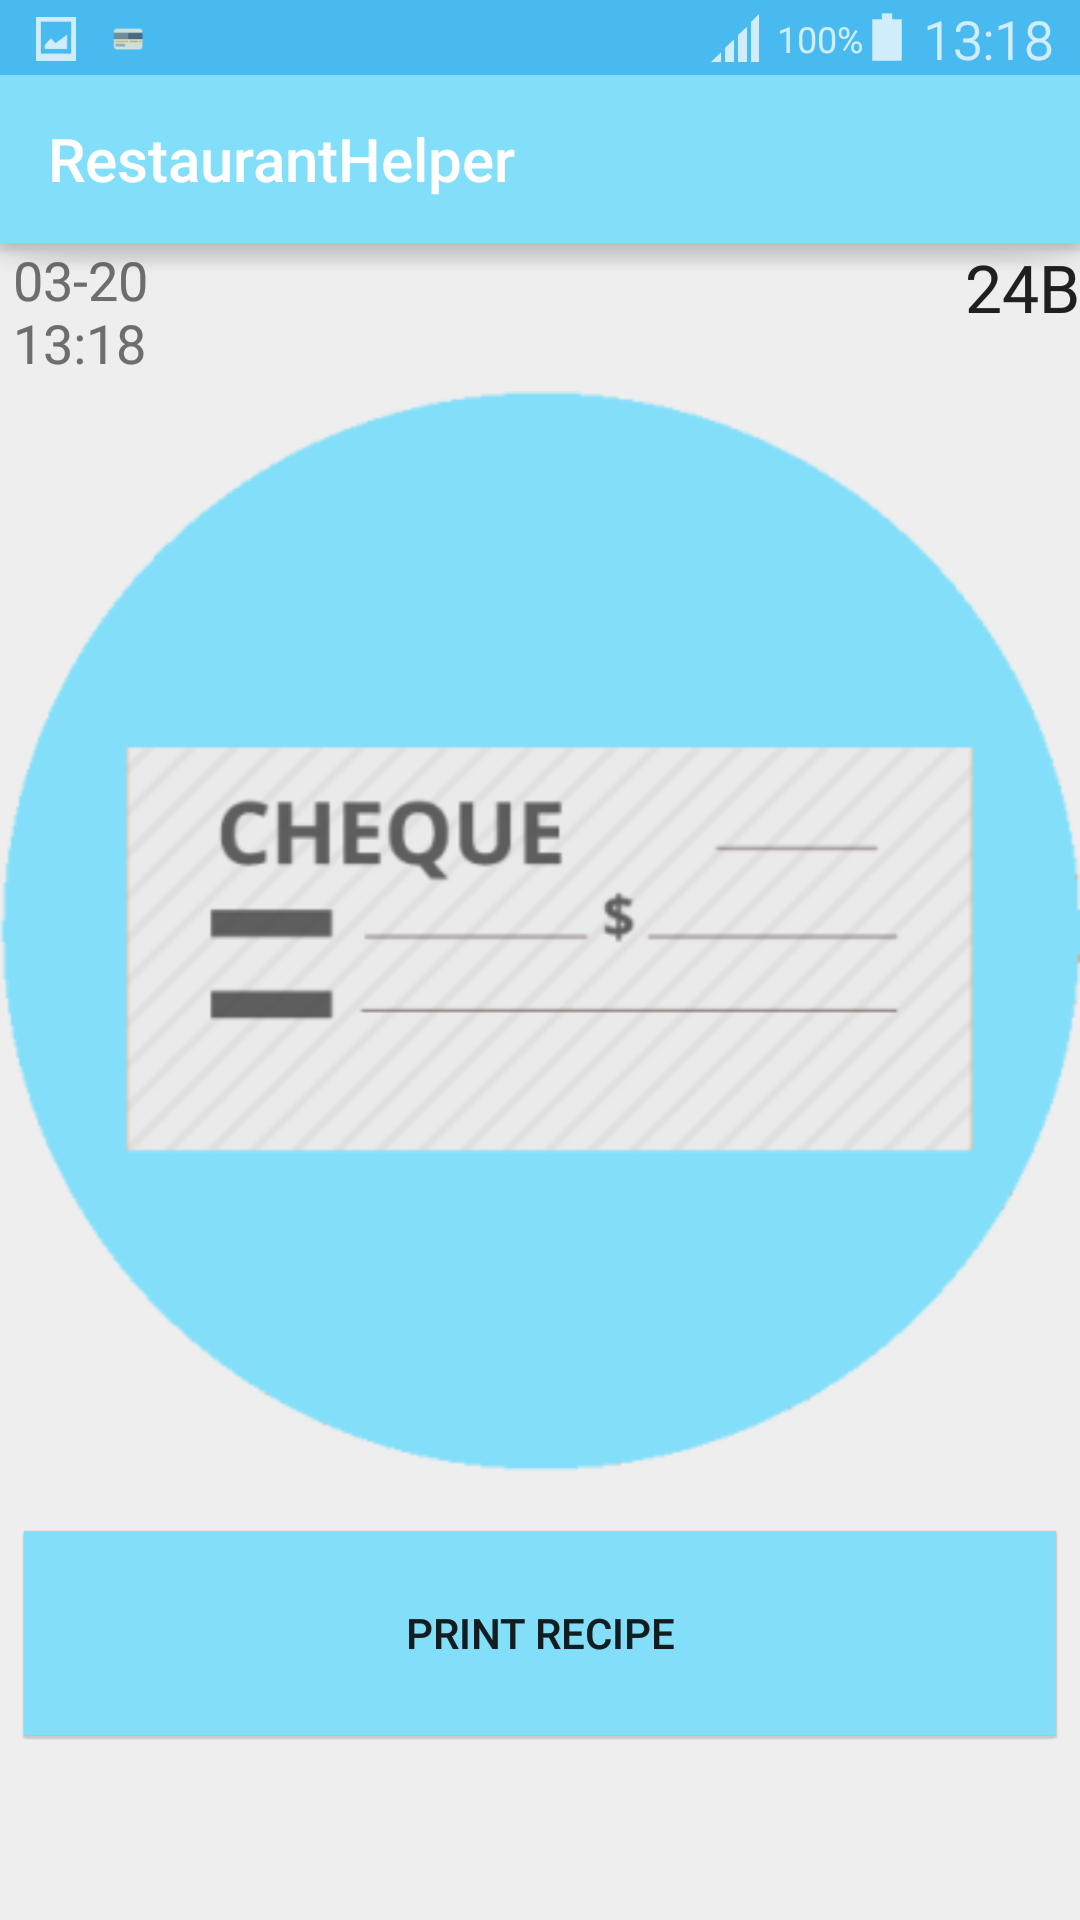 100% 13:18
RestaurantHelper
03-20 24B
13:18
CHEQUE
$
PRINT RECIPE